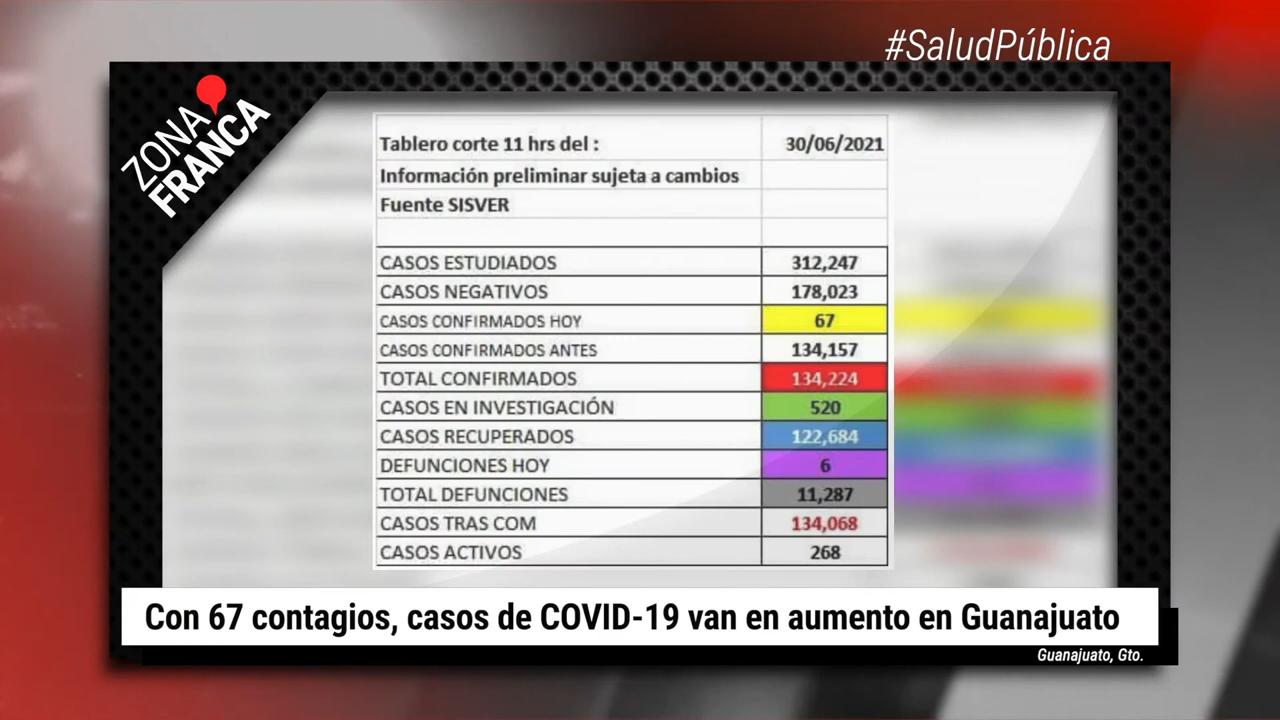 #SaludPública
ZONA
FRANCA
Tablero corte 11 hrs del : 30/06/2021
Información preliminar sujeta a cambios
Fuente SISVER
CASOS ESTUDIADOS 312,247
CASOS NEGATIVOS 178,023
CASOS CONFIRMADOS HOY 67
CASOS CONFIRMADOS ANTES 134,157
TOTAL CONFIRMADOS 134,224
CASOS EN INVESTIGACIÓN 520
CASOS RECUPERADOS 122,684
DEFUNCIONES HOY 6
TOTAL DEFUNCIONES 11,287
CASOS TRAS COM 134,068
CASOS ACTIVOS 268
Con 67 contagios, casos de COVID-19 van en aumento en Guanajuato
Guanajuato, Gto.